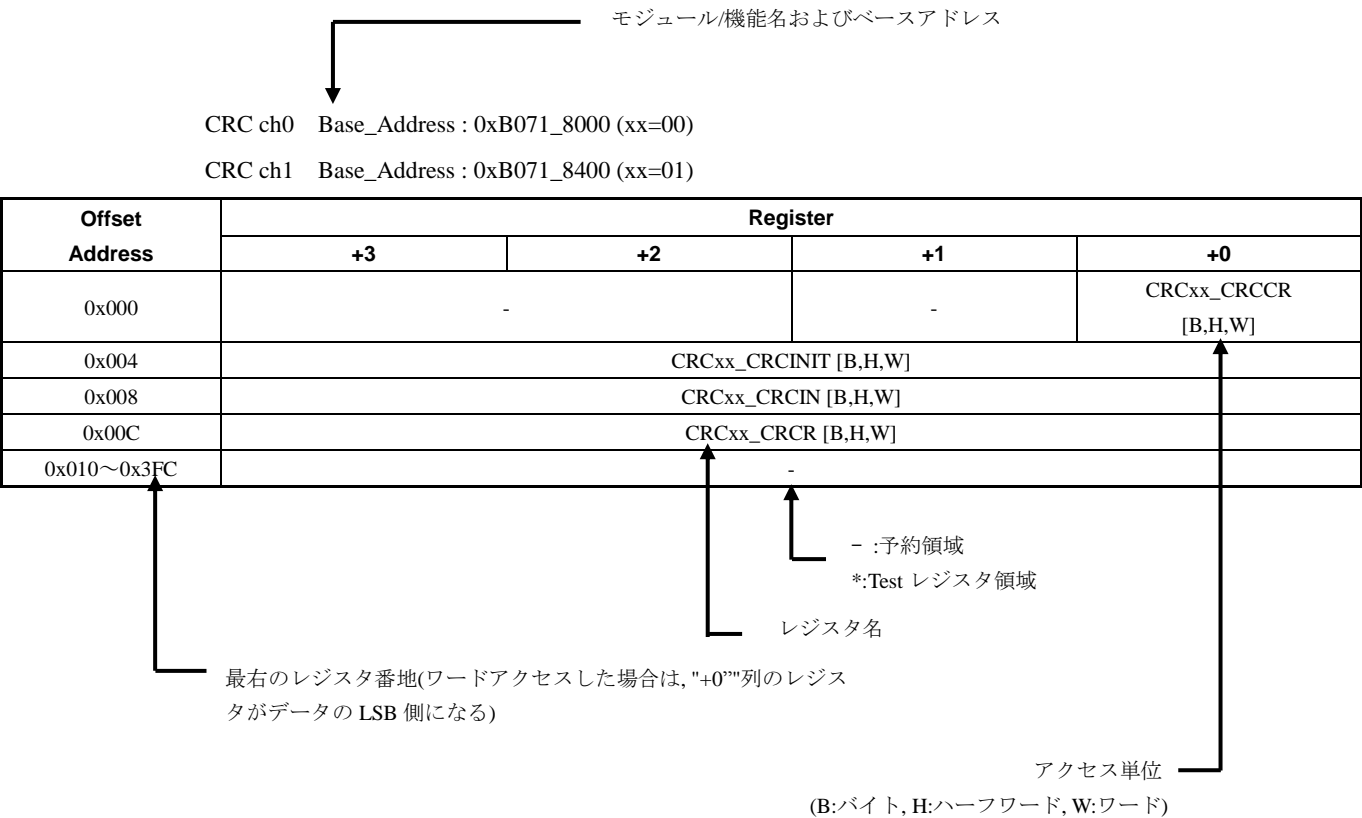 モジュール/機能名およびベースアドレス
CRC ch0 Base_Address : 0xB071_8000 (xx=00)
CRC ch1 Base_Address : 0xB071_8400 (xx=01)
Offset Address
Register
+3 +2 +1 +0
0x000 - - CRCxx_CRCCR
[B,H,W]
0x004 CRCxx_CRCINIT [B,H,W]
0x008 CRCxx_CRCIN [B,H,W]
0x00C CRCxx_CRCR [B,H,W]
0x010～0x3FC -
- :予約領域
*:Test レジスタ領域
レジスタ名
最右のレジスタ番地(ワードアクセスした場合は, "+0”"列のレジス
タがデータの LSB 側になる)
アクセス単位
(B:バイト, H:ハーフワード, W:ワード)